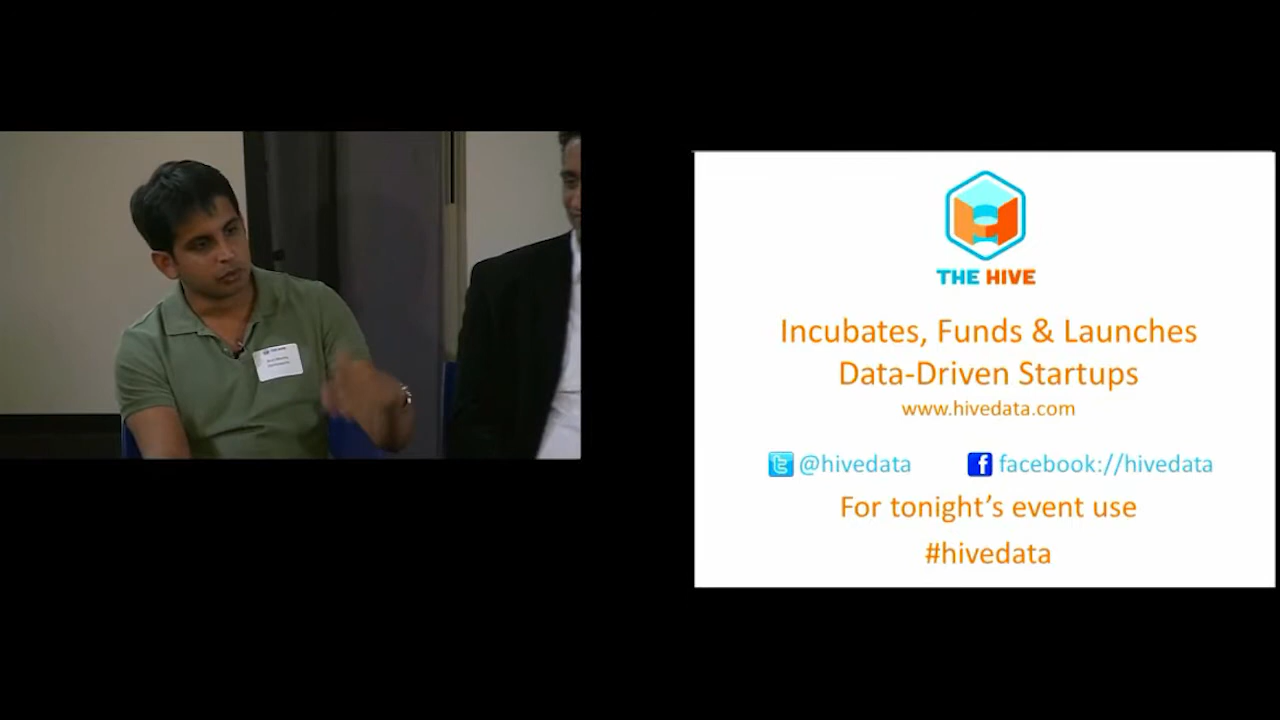 THE HIVE
Incubates, Funds & Launches
Data-Driven Startups
www.hivedata.com
@hivedata
facebook://hivedata
For tonight's event use
#hivedata